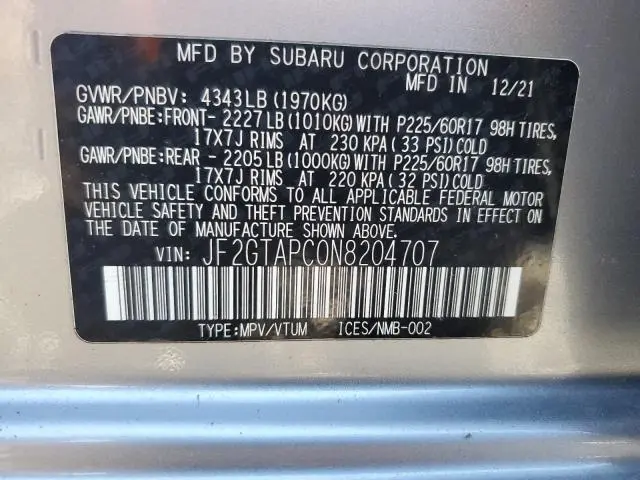 MFD BY SUBARU CORPORATION
MFD IN 12/21
GVWR/PNBV: 4343LB(1970KG)
GAWR/PNBE:FRONT- 2227LB(1010KG)WITH P225/60R17 98H TIRES,
17X7J RIMS AT 230 KPA(33 PSI)COLD
GAWR/PNBE:REAR - 2205LB(1000KG)WITH P225/60R17 98H TIRES,
17X7J RIMS AT 220 KPA(32 PSI)COLD
THIS VEHICLE CONFORMS TO ALL APPLICABLE FEDERAL MOTOR
VEHICLE SAFETY AND THEFT PREVENTION STANDARDS IN EFFECT ON
THE DATE OF MANUFACTURE SHOWN ABOVE.
VIN: JF2GTAPC0N8204707
TYPE:MPV/VTUM ICES/NMB-002